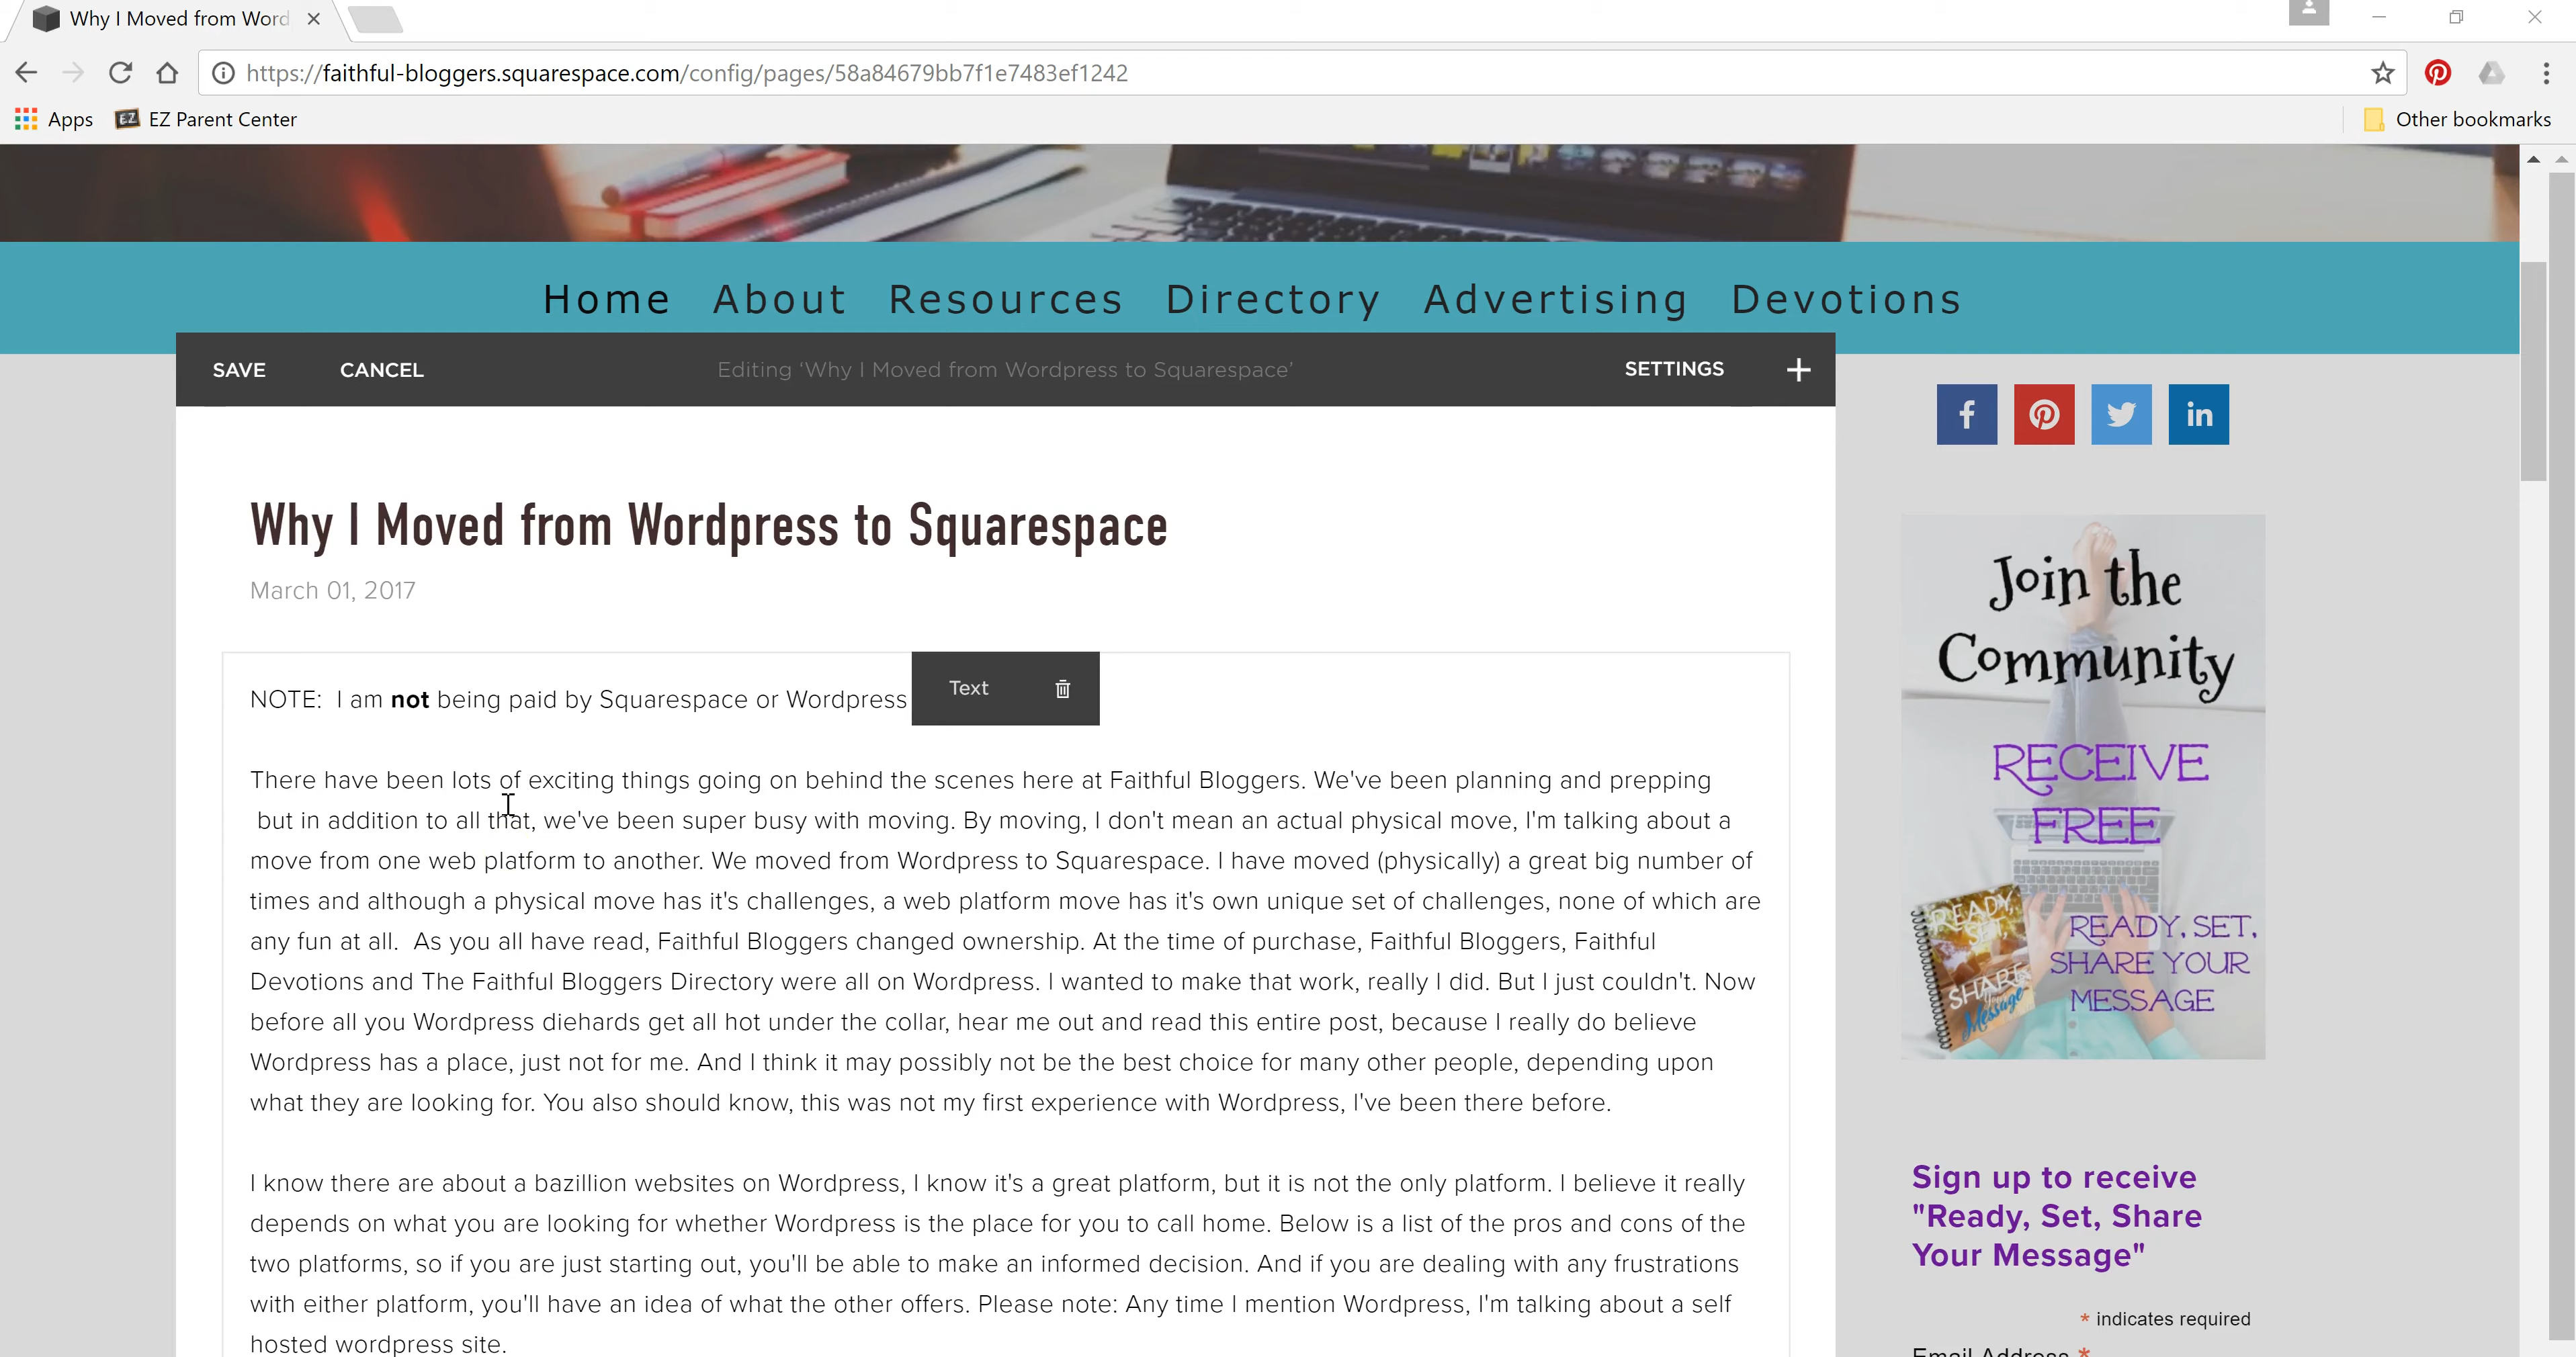 Why I Moved from Word
https://faithful-bloggers.squarespace.com/config/pages/58a84679bb7f1e7483ef1242
Apps
EZ
EZ Parent Center
Other bookmarks
Home
About
Resources
Directory
Advertising
Devotions
SAVE
CANCEL
Editing ‘Why I Moved from Wordpress to Squarespace’
SETTINGS
Why I Moved from Wordpress to Squarespace
March 01, 2017
NOTE:  I am not being paid by Squarespace or Wordpress
Text
There have been lots of exciting things going on behind the scenes here at Faithful Bloggers. We've been planning and prepping
but in addition to all that, we've been super busy with moving. By moving, I don't mean an actual physical move, I'm talking about a
move from one web platform to another. We moved from Wordpress to Squarespace. I have moved (physically) a great big number of
times and although a physical move has it's challenges, a web platform move has it's own unique set of challenges, none of which are
any fun at all.  As you all have read, Faithful Bloggers changed ownership. At the time of purchase, Faithful Bloggers, Faithful
Devotions and The Faithful Bloggers Directory were all on Wordpress. I wanted to make that work, really I did. But I just couldn't. Now
before all you Wordpress diehards get all hot under the collar, hear me out and read this entire post, because I really do believe
Wordpress has a place, just not for me. And I think it may possibly not be the best choice for many other people, depending upon
what they are looking for. You also should know, this was not my first experience with Wordpress, I've been there before.
I know there are about a bazillion websites on Wordpress, I know it's a great platform, but it is not the only platform. I believe it really
depends on what you are looking for whether Wordpress is the place for you to call home. Below is a list of the pros and cons of the
two platforms, so if you are just starting out, you'll be able to make an informed decision. And if you are dealing with any frustrations
with either platform, you'll have an idea of what the other offers. Please note: Any time I mention Wordpress, I'm talking about a self
hosted wordpress site.
Join the
Community
RECEIVE
FREE
READY,
SET,
SHARE
Your
Message
READY, SET,
SHARE YOUR
MESSAGE
Sign up to receive
"Ready, Set, Share
Your Message"
* indicates required
Email Address *